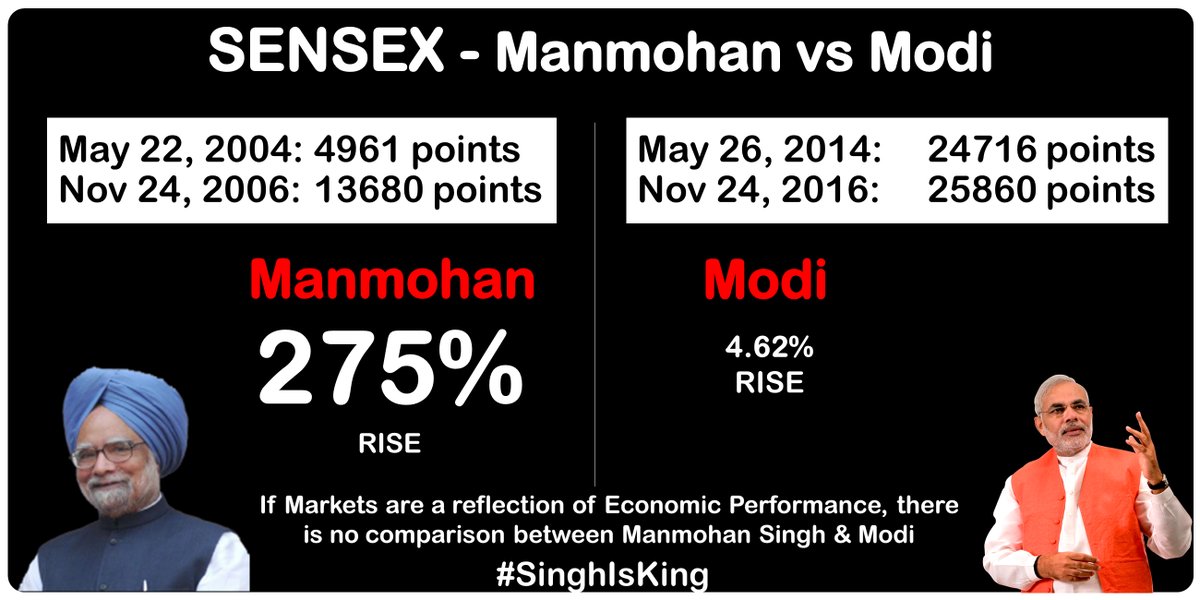 SENSEX - Manmohan vs Modi
May 22, 2004: 4961 points
Nov 24, 2006: 13680 points
May 26, 2014: 24716 points
Nov 24, 2016: 25860 points
Manmohan
275%
RISE
Modi
4.62%
RISE
If Markets are a reflection of Economic Performance, there
is no comparison between Manmohan Singh & Modi
#SinghIsKing